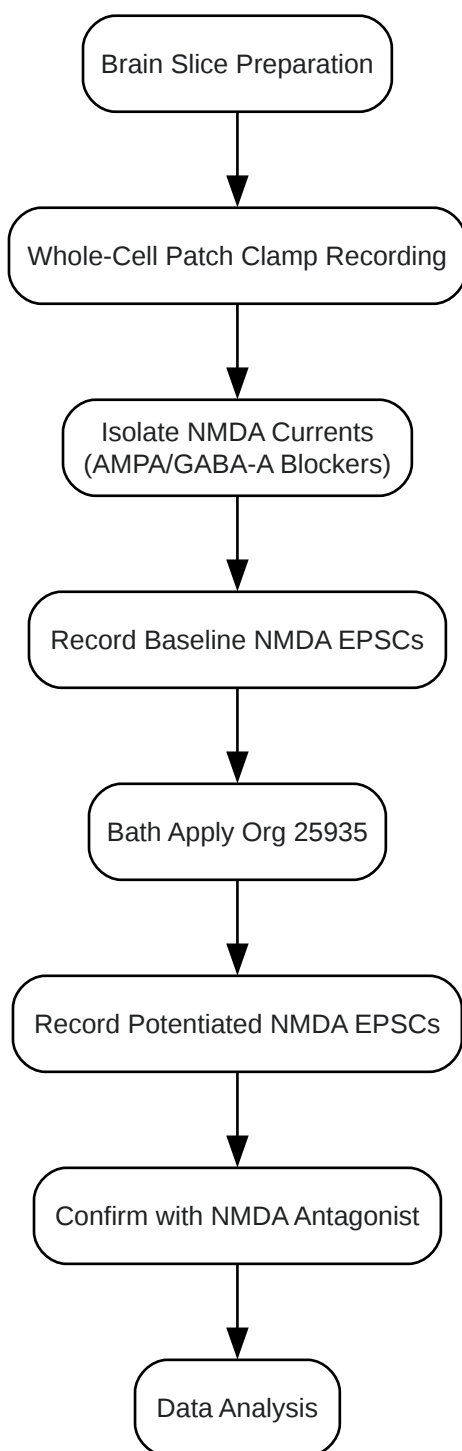 Brain Slice Preparation
Whole-Cell Patch Clamp Recording
Isolate NMDA Currents
(AMPA/GABA-A Blockers)
Record Baseline NMDA EPSCs
Bath Apply Org 25935
Record Potentiated NMDA EPSCs
Confirm with NMDA Antagonist
Data Analysis